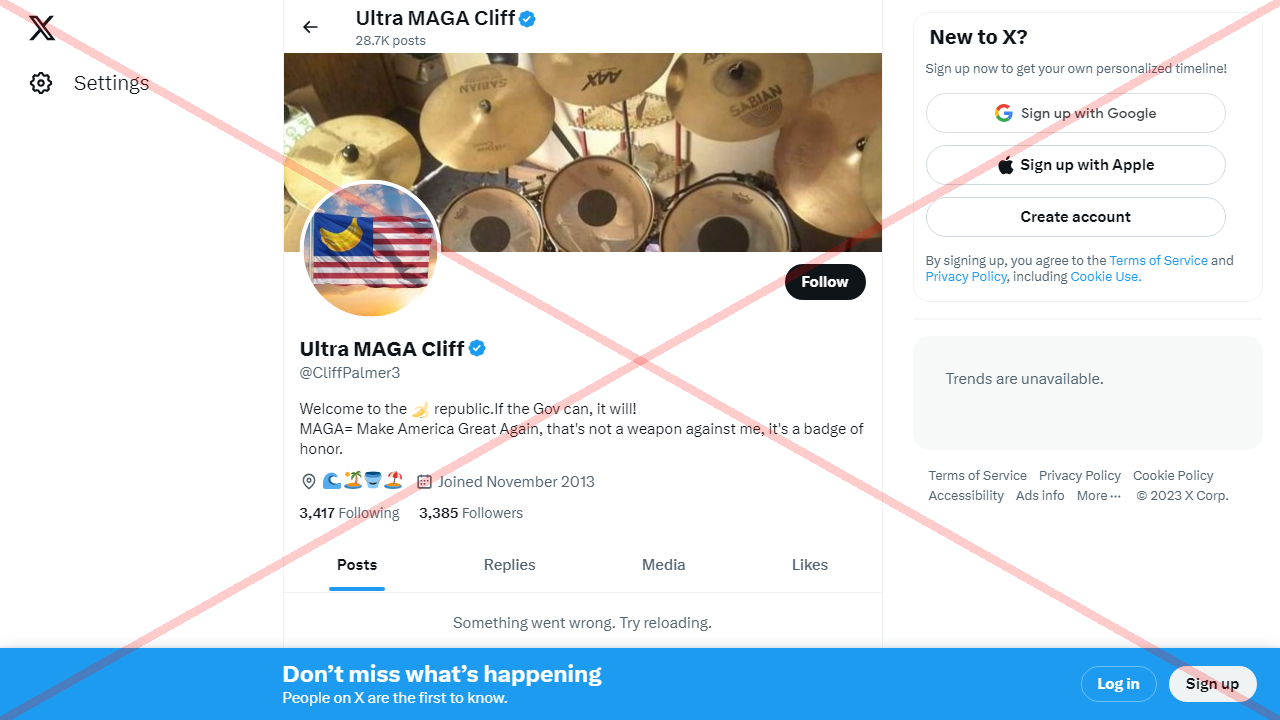 Ultra MAGA Cliff
28.7K posts
Settings
SABIAN
AAX
SABIAN
Follow
Ultra MAGA Cliff
@CliffPalmer3
Welcome to the 🍌 republic.If the Gov can, it will!
MAGA= Make America Great Again, that's not a weapon against me, it's a badge of
honor.
🌊🏝️🪣⛱️ Joined November 2013
3,417 Following 3,385 Followers
Posts Replies Media Likes
Something went wrong. Try reloading.
New to X?
Sign up now to get your own personalized timeline!
Sign up with Google
Sign up with Apple
Create account
By signing up, you agree to the Terms of Service and
Privacy Policy, including Cookie Use.
Trends are unavailable.
Terms of Service Privacy Policy Cookie Policy
Accessibility Ads info More ··· © 2023 X Corp.
Don’t miss what’s happening
People on X are the first to know.
Log in Sign up